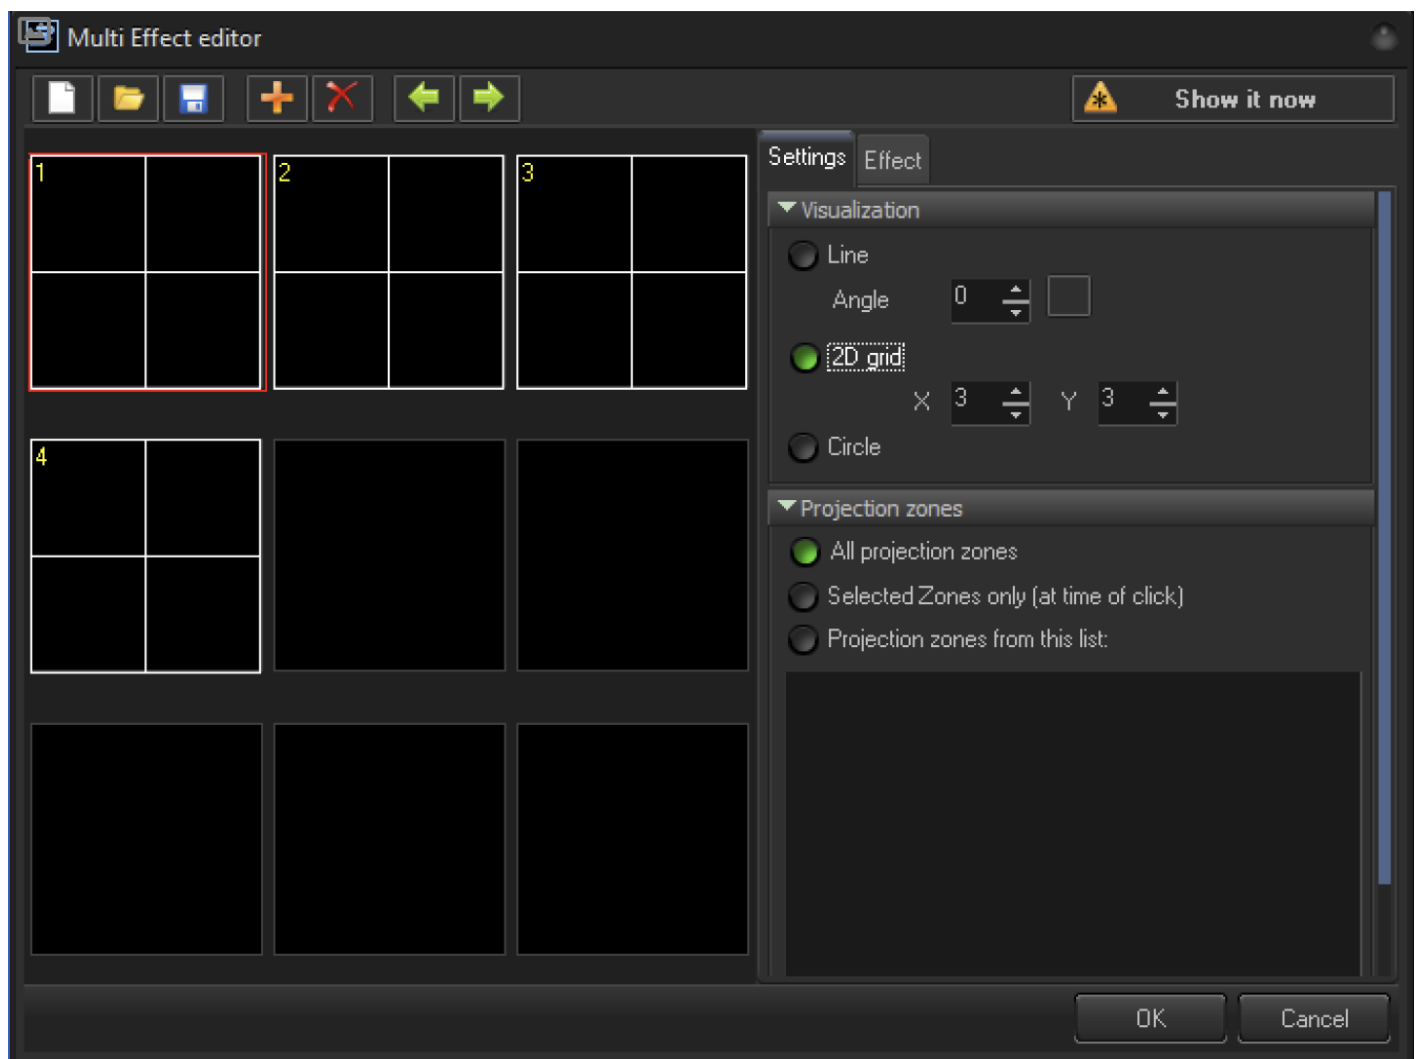 Multi Effect editor
Show it now
Settings Effect
1 2 3
Visualization
Line
Angle 0
2D grid
X 3 Y 3
4
Circle
Projection zones
All projection zones
Selected Zones only (at time of click)
Projection zones from this list:
OK Cancel